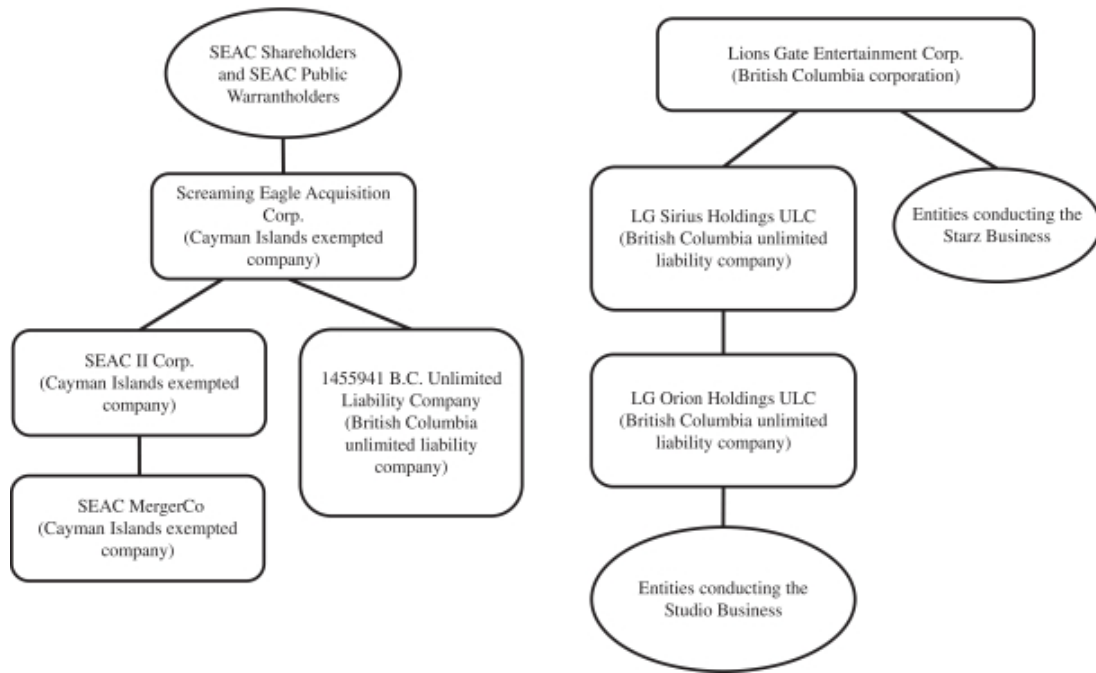 SEAC Shareholders
and SEAC Public
Warrantholders
Screaming Eagle Acquisition
Corp.
(Cayman Islands exempted
company)
SEAC II Corp.
(Cayman Islands exempted
company)
1455941 B.C. Unlimited
Liability Company
(British Columbia
unlimited liability
company)
SEAC MergerCo
(Cayman Islands exempted
company)
Lions Gate Entertainment Corp.
(British Columbia corporation)
LG Sirius Holdings ULC
(British Columbia unlimited
liability company)
Entities conducting the
Starz Business
LG Orion Holdings ULC
(British Columbia unlimited
liability company)
Entities conducting the
Studio Business